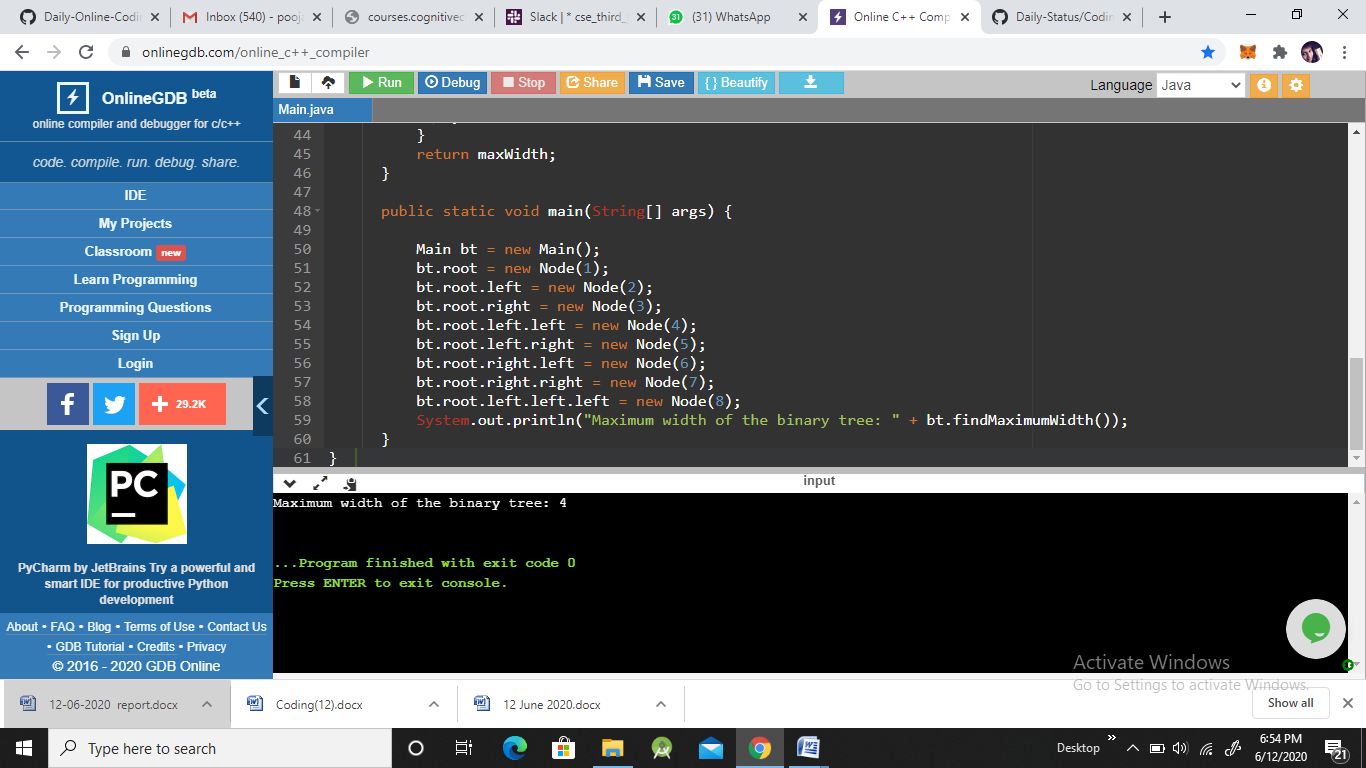 Daily-Online-Codin
Inbox (540) - pooja
courses.cognitivec
Slack | * cse_third_
(31) WhatsApp
Online C++ Comp
Daily-Status/Codin
onlinegdb.com/online_c++_compiler
OnlineGDB beta
online compiler and debugger for c/c++
code. compile. run. debug. share.
IDE
My Projects
Classroom new
Learn Programming
Programming Questions
Sign Up
Login
f
+ 29.2K
PC
PyCharm by JetBrains Try a powerful and
smart IDE for productive Python
development
About • FAQ • Blog • Terms of Use • Contact Us
• GDB Tutorial • Credits • Privacy
© 2016 - 2020 GDB Online
Run Debug Stop Share Save { } Beautify
Language Java
Main.java
44 }
45 return maxWidth;
46 }
47
48 public static void main(String[] args) {
49
50 Main bt = new Main();
51 bt.root = new Node(1);
52 bt.root.left = new Node(2);
53 bt.root.right = new Node(3);
54 bt.root.left.left = new Node(4);
55 bt.root.left.right = new Node(5);
56 bt.root.right.left = new Node(6);
57 bt.root.right.right = new Node(7);
58 bt.root.left.left.left = new Node(8);
59 System.out.println("Maximum width of the binary tree: " + bt.findMaximumWidth());
60 }
61 }
input
Maximum width of the binary tree: 4
...Program finished with exit code 0
Press ENTER to exit console.
Activate Windows
Go to Settings to activate Windows.
12-06-2020 report.docx
Coding(12).docx
12 June 2020.docx
Show all
Type here to search
Desktop
6:54 PM
6/12/2020
21